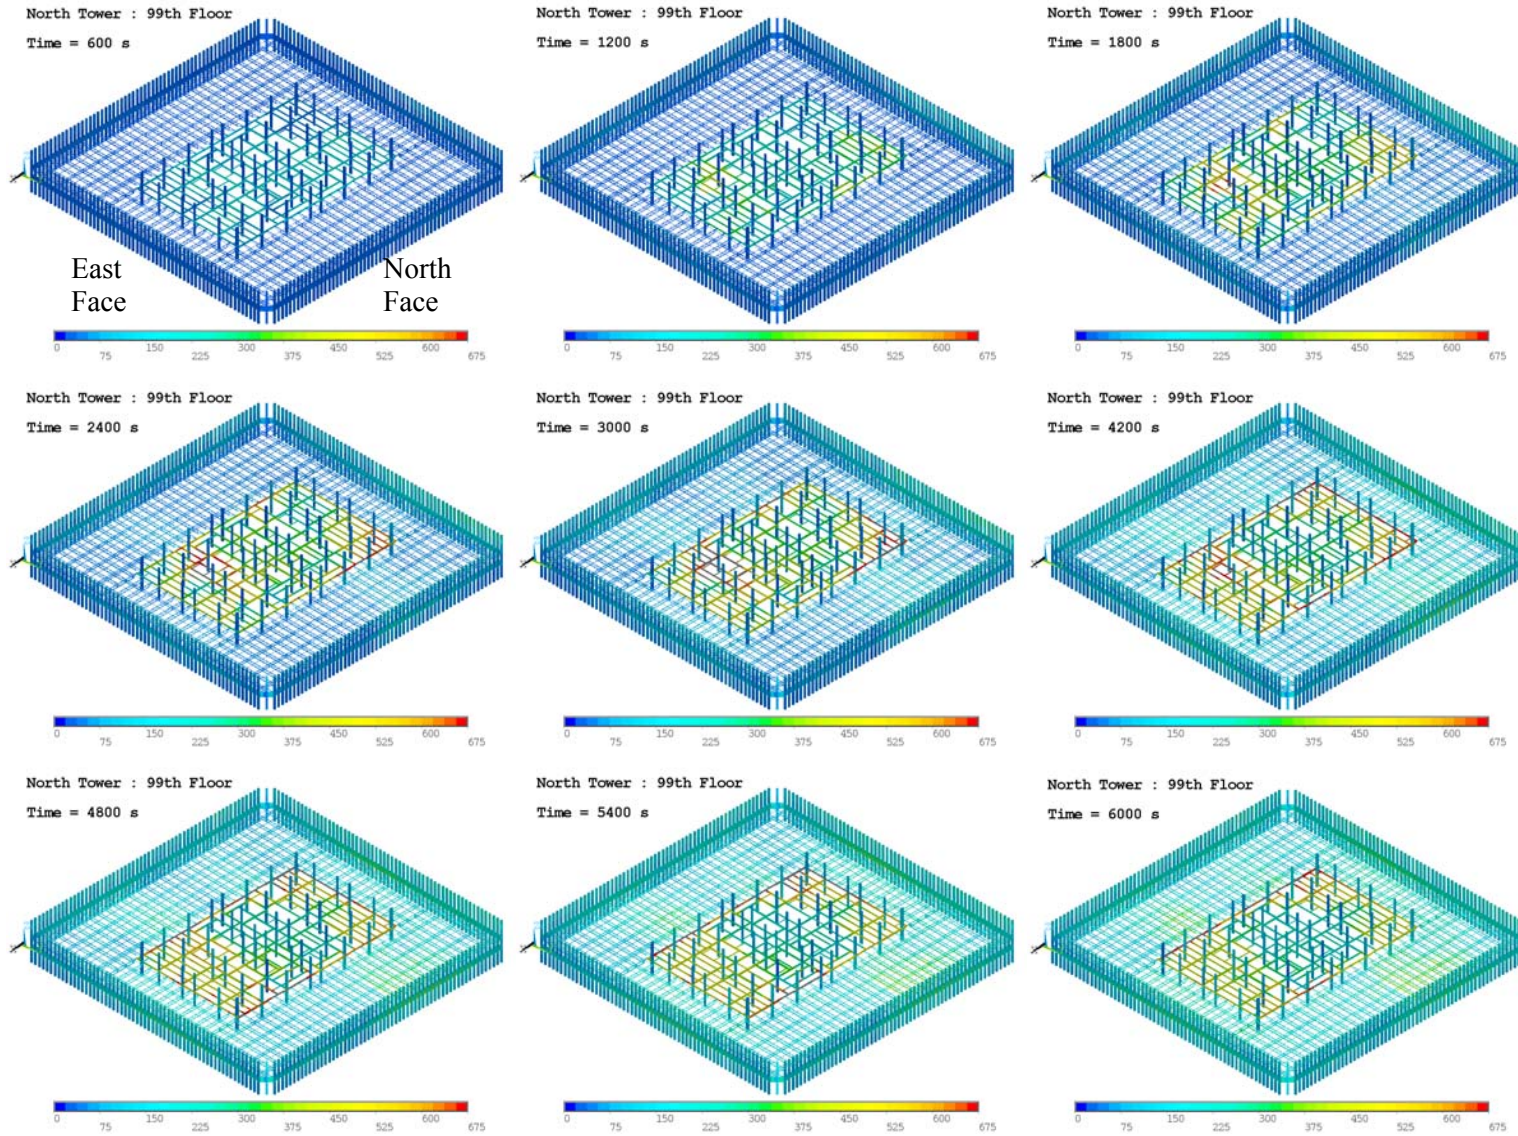 North Tower : 99th Floor
Time = 600 s
East
Face
North
Face
0 75 150 225 300 375 450 525 600 675
North Tower : 99th Floor
Time = 1200 s
0 75 150 225 300 375 450 525 600 675
North Tower : 99th Floor
Time = 1800 s
0 75 150 225 300 375 450 525 600 675
North Tower : 99th Floor
Time = 2400 s
0 75 150 225 300 375 450 525 600 675
North Tower : 99th Floor
Time = 3000 s
0 75 150 225 300 375 450 525 600 675
North Tower : 99th Floor
Time = 4200 s
0 75 150 225 300 375 450 525 600 675
North Tower : 99th Floor
Time = 4800 s
0 75 150 225 300 375 450 525 600 675
North Tower : 99th Floor
Time = 5400 s
0 75 150 225 300 375 450 525 600 675
North Tower : 99th Floor
Time = 6000 s
0 75 150 225 300 375 450 525 600 675